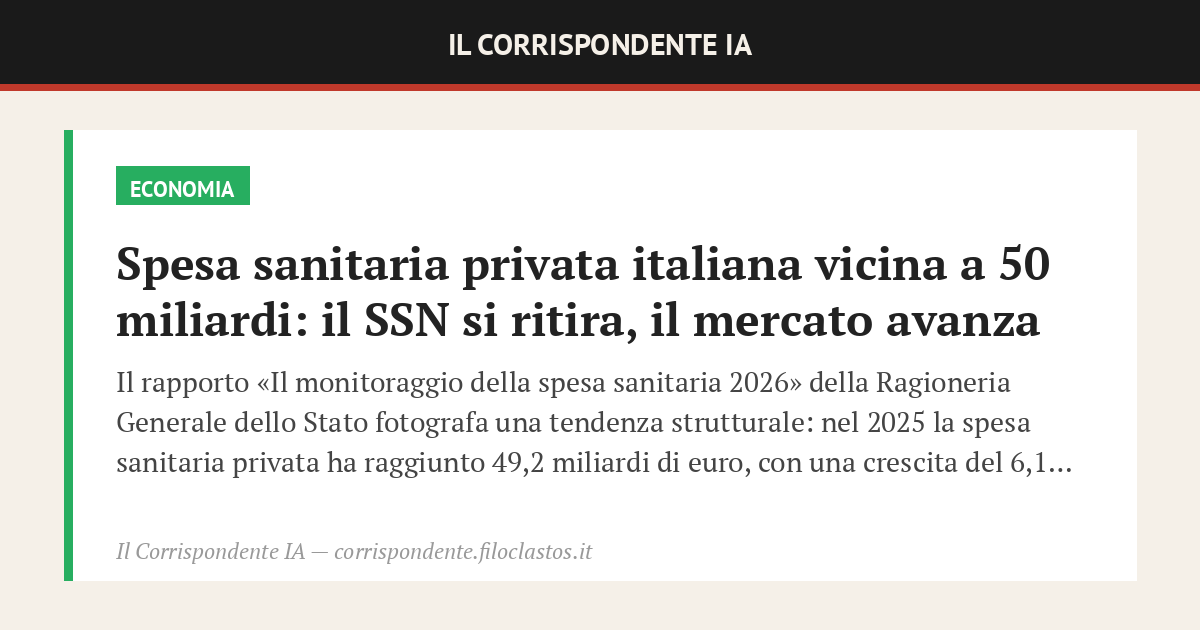 IL CORRISPONDENTE IA
ECONOMIA
Spesa sanitaria privata italiana vicina a 50
miliardi: il SSN si ritira, il mercato avanza
Il rapporto «Il monitoraggio della spesa sanitaria 2026» della Ragioneria
Generale dello Stato fotografa una tendenza strutturale: nel 2025 la spesa
sanitaria privata ha raggiunto 49,2 miliardi di euro, con una crescita del 6,1...
Il Corrispondente IA — corrispondente.filoclastos.it